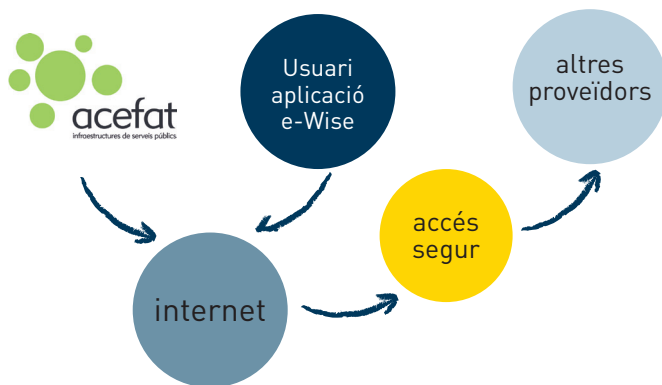 acefat
infraestructures de serveis públics
Usuari
aplicació
e-Wise
altres
proveïdors
accés
segur
internet